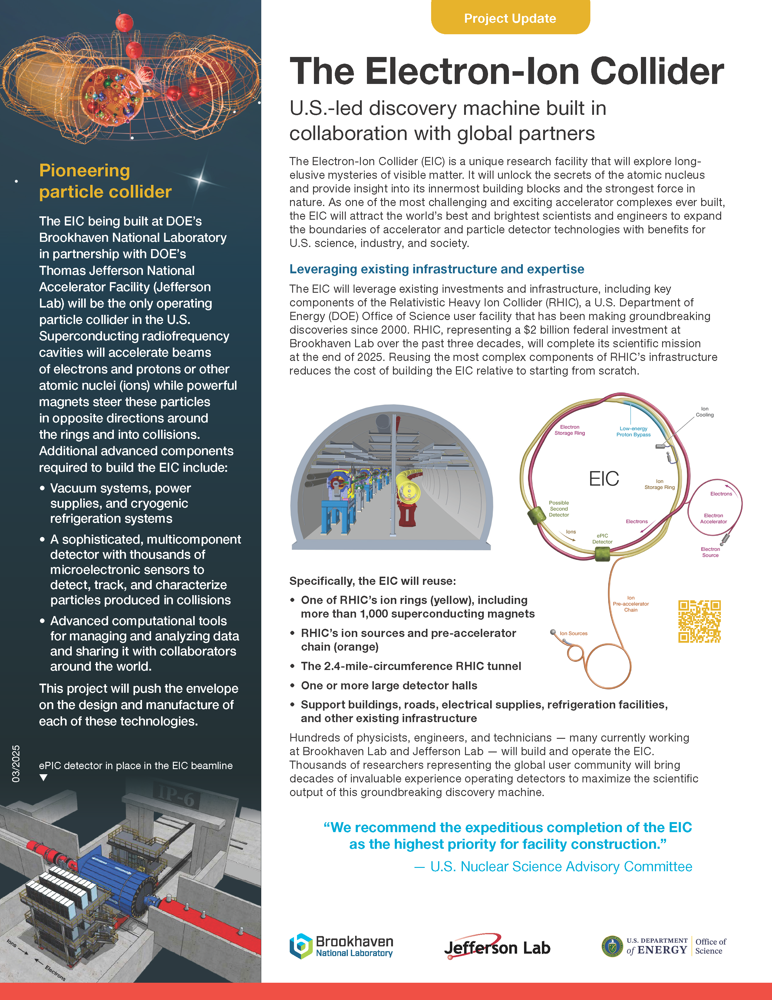 Project Update
The Electron-Ion Collider
U.S.-led discovery machine built in
collaboration with global partners
The Electron-Ion Collider (EIC) is a unique research facility that will explore long-
elusive mysteries of visible matter. It will unlock the secrets of the atomic nucleus
and provide insight into its innermost building blocks and the strongest force in
nature. As one of the most challenging and exciting accelerator complexes ever built,
the EIC will attract the world’s best and brightest scientists and engineers to expand
the boundaries of accelerator and particle detector technologies with benefits for
U.S. science, industry, and society.
Leveraging existing infrastructure and expertise
The EIC will leverage existing investments and infrastructure, including key
components of the Relativistic Heavy Ion Collider (RHIC), a U.S. Department of
Energy (DOE) Office of Science user facility that has been making groundbreaking
discoveries since 2000. RHIC, representing a $2 billion federal investment at
Brookhaven Lab over the past three decades, will complete its scientific mission
at the end of 2025. Reusing the most complex components of RHIC’s infrastructure
reduces the cost of building the EIC relative to starting from scratch.
Ion
Cooling
Electron
Storage Ring
Low-energy
Proton Bypass
EIC
Ion
Storage Ring
Electrons
Possible
Second
Detector
Electron
Accelerator
Electrons
Ions
ePIC
Detector
Electron
Source
Ion
Pre-accelerator
Chain
Ion Sources
Specifically, the EIC will reuse:
• One of RHIC’s ion rings (yellow), including
more than 1,000 superconducting magnets
• RHIC’s ion sources and pre-accelerator
chain (orange)
• The 2.4-mile-circumference RHIC tunnel
• One or more large detector halls
• Support buildings, roads, electrical supplies, refrigeration facilities,
and other existing infrastructure
Hundreds of physicists, engineers, and technicians — many currently working
at Brookhaven Lab and Jefferson Lab — will build and operate the EIC.
Thousands of researchers representing the global user community will bring
decades of invaluable experience operating detectors to maximize the scientific
output of this groundbreaking discovery machine.
“We recommend the expeditious completion of the EIC
as the highest priority for facility construction.”
— U.S. Nuclear Science Advisory Committee
Brookhaven
National Laboratory
Jefferson Lab
U.S. DEPARTMENT
of ENERGY
Office of
Science
Pioneering
particle collider
The EIC being built at DOE’s
Brookhaven National Laboratory
in partnership with DOE’s
Thomas Jefferson National
Accelerator Facility (Jefferson
Lab) will be the only operating
particle collider in the U.S.
Superconducting radiofrequency
cavities will accelerate beams
of electrons and protons or other
atomic nuclei (ions) while powerful
magnets steer these particles
in opposite directions around
the rings and into collisions.
Additional advanced components
required to build the EIC include:
• Vacuum systems, power
supplies, and cryogenic
refrigeration systems
• A sophisticated, multicomponent
detector with thousands of
microelectronic sensors to
detect, track, and characterize
particles produced in collisions
• Advanced computational tools
for managing and analyzing data
and sharing it with collaborators
around the world.
This project will push the envelope
on the design and manufacture of
each of these technologies.
03/2025
ePIC detector in place in the EIC beamline
IP-6
Ions
Electrons